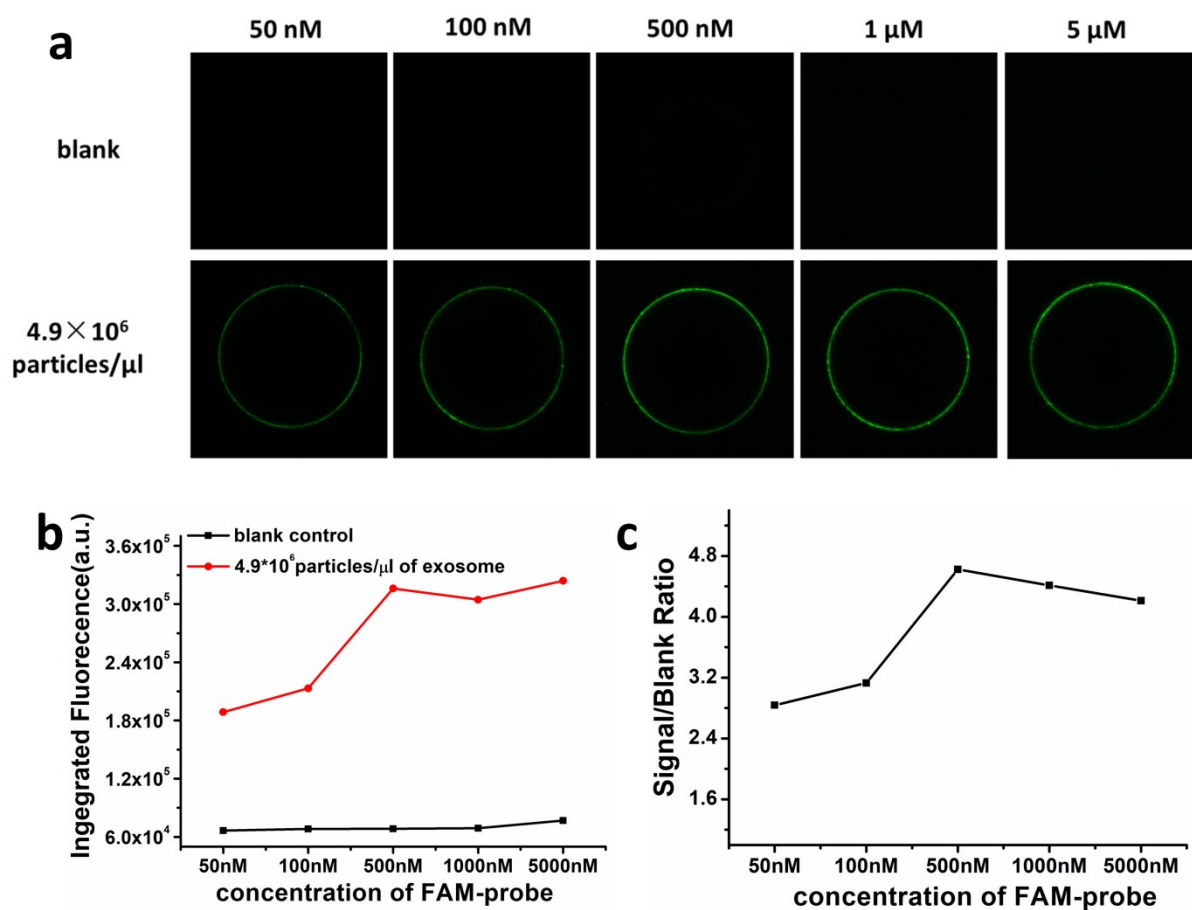 a
50 nM 100 nM 500 nM 1 μM 5 μM
blank
4.9×10⁶
particles/μl
b
blank control
4.9*10⁶particles/μl of exosome
Ingegrated Fluorecence(a.u.)
3.6x10⁵
3.0x10⁵
2.4x10⁵
1.8x10⁵
1.2x10⁵
6.0x10⁴
50nM 100nM 500nM 1000nM 5000nM
concentration of FAM-probe
c
Signal/Blank Ratio
4.8
4.0
3.2
2.4
1.6
50nM 100nM 500nM 1000nM 5000nM
concentration of FAM-probe